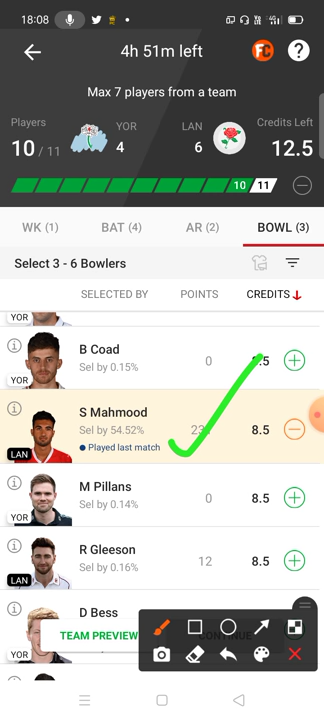 18:08
4h 51m left
FC
?
Max 7 players from a team
Players
YOR
LAN
Credits Left
10 / 11
4
6
12.5
10
11
WK (1)
BAT (4)
AR (2)
BOWL (3)
Select 3 - 6 Bowlers
SELECTED BY
POINTS
CREDITS
YOR
B Coad
Sel by 0.15%
0
8.5
YOR
S Mahmood
Sel by 54.52%
Played last match
8.5
LAN
M Pillans
Sel by 0.14%
0
8.5
YOR
R Gleeson
Sel by 0.16%
12
8.5
LAN
D Bess
YOR
TEAM PREVIEW
CONTINUE